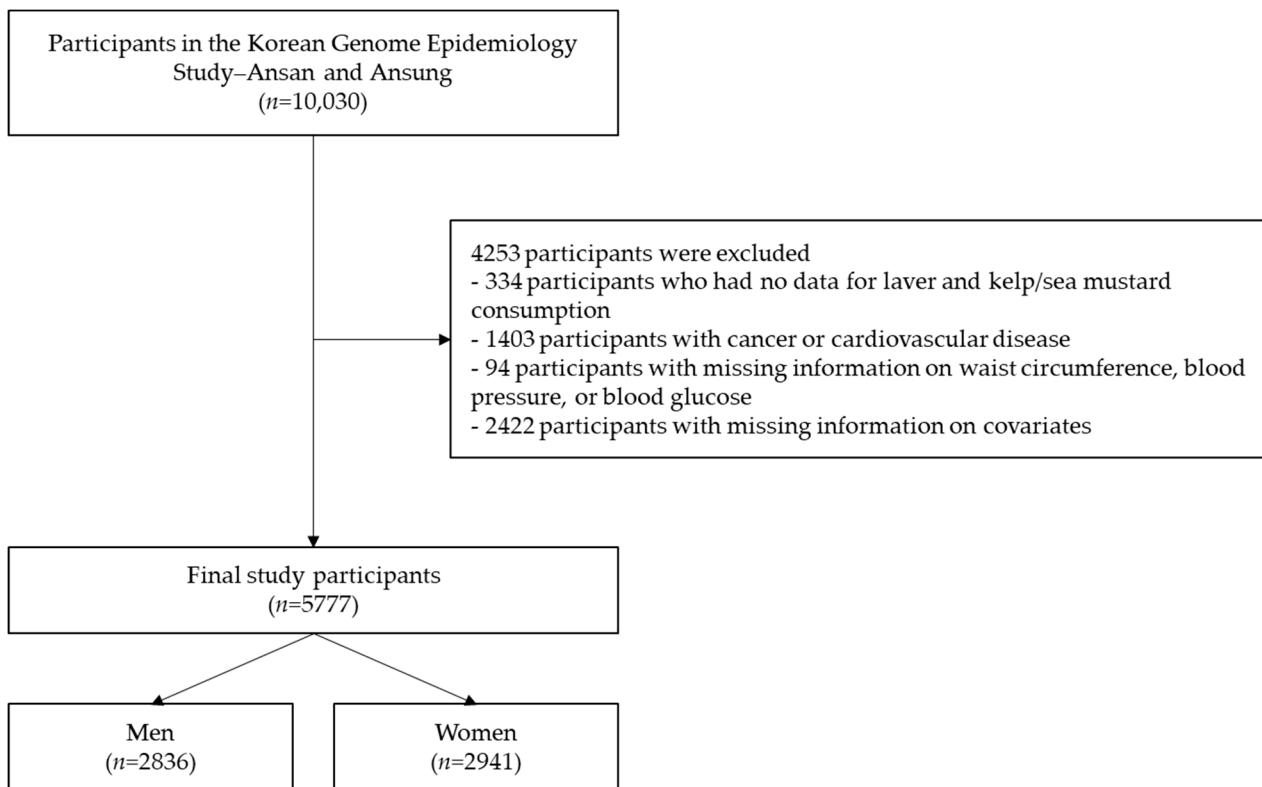 Participants in the Korean Genome Epidemiology
Study–Ansan and Ansung
(n=10,030)
4253 participants were excluded
- 334 participants who had no data for laver and kelp/sea mustard
consumption
- 1403 participants with cancer or cardiovascular disease
- 94 participants with missing information on waist circumference, blood
pressure, or blood glucose
- 2422 participants with missing information on covariates
Final study participants
(n=5777)
Men
(n=2836)
Women
(n=2941)